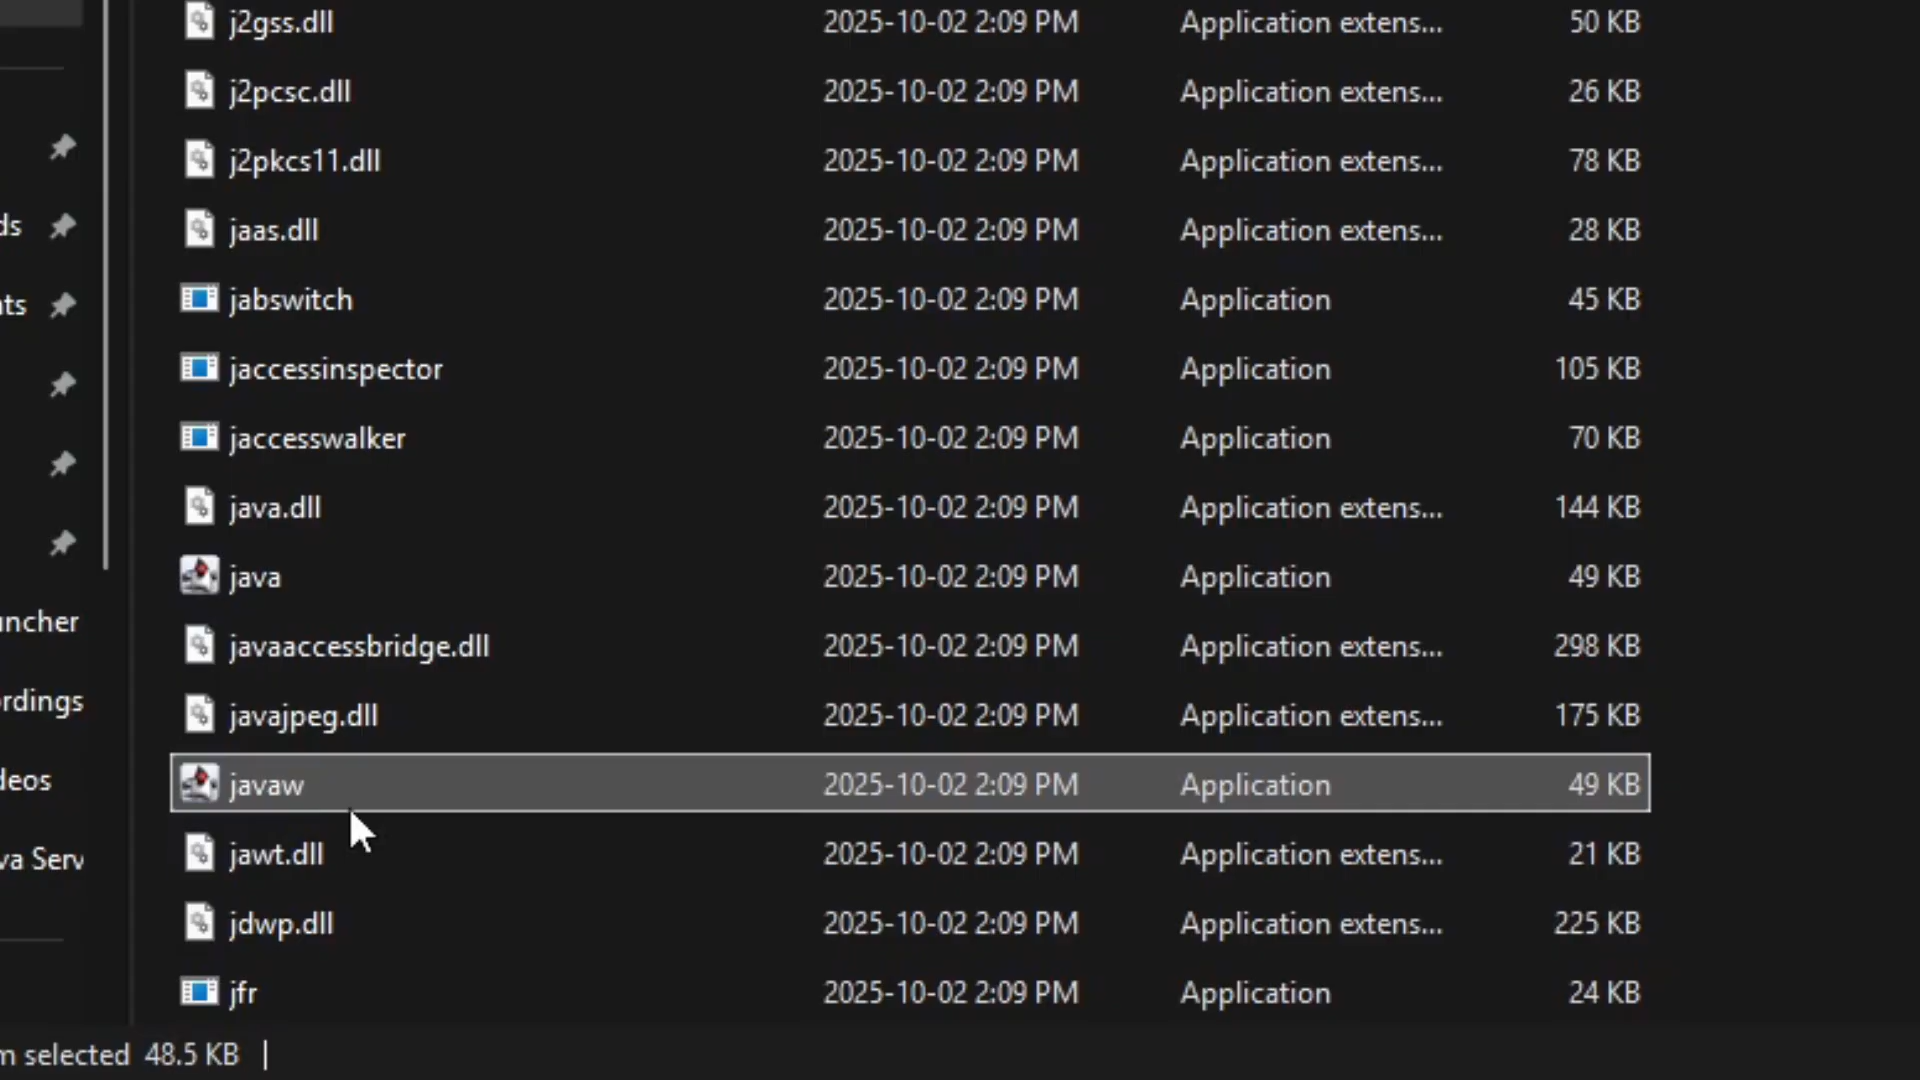 j2gss.dll 2025-10-02 2:09 PM Application extens... 50 KB
j2pcsc.dll 2025-10-02 2:09 PM Application extens... 26 KB
j2pkcs11.dll 2025-10-02 2:09 PM Application extens... 78 KB
ds jaas.dll 2025-10-02 2:09 PM Application extens... 28 KB
nts jabswitch 2025-10-02 2:09 PM Application 45 KB
jaccessinspector 2025-10-02 2:09 PM Application 105 KB
jaccesswalker 2025-10-02 2:09 PM Application 70 KB
java.dll 2025-10-02 2:09 PM Application extens... 144 KB
java 2025-10-02 2:09 PM Application 49 KB
uncher javaaccessbridge.dll 2025-10-02 2:09 PM Application extens... 298 KB
ordings javajpeg.dll 2025-10-02 2:09 PM Application extens... 175 KB
deos javaw 2025-10-02 2:09 PM Application 49 KB
va Serv jawt.dll 2025-10-02 2:09 PM Application extens... 21 KB
jdwp.dll 2025-10-02 2:09 PM Application extens... 225 KB
jfr 2025-10-02 2:09 PM Application 24 KB
m selected 48.5 KB